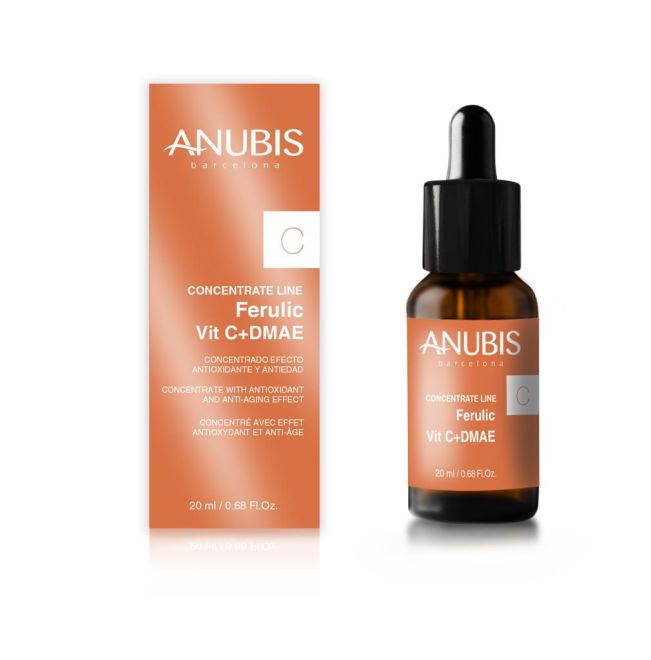 ANUBIS
barcelona
C
CONCENTRATE LINE
Ferulic
Vit C+DMAE
CONCENTRADO EFECTO
ANTIOXIDANTE Y ANTIEDAD
CONCENTRATE WITH ANTIOXIDANT
AND ANTI-AGING EFFECT
CONCENTRÉ AVEC EFFET
ANTIOXYDANT ET ANTI-ÂGE
20 ml / 0.68 Fl.Oz.
ANUBIS
barcelona
C
CONCENTRATE LINE
Ferulic
Vit C+DMAE
20 ml / 0.68 Fl.Oz.